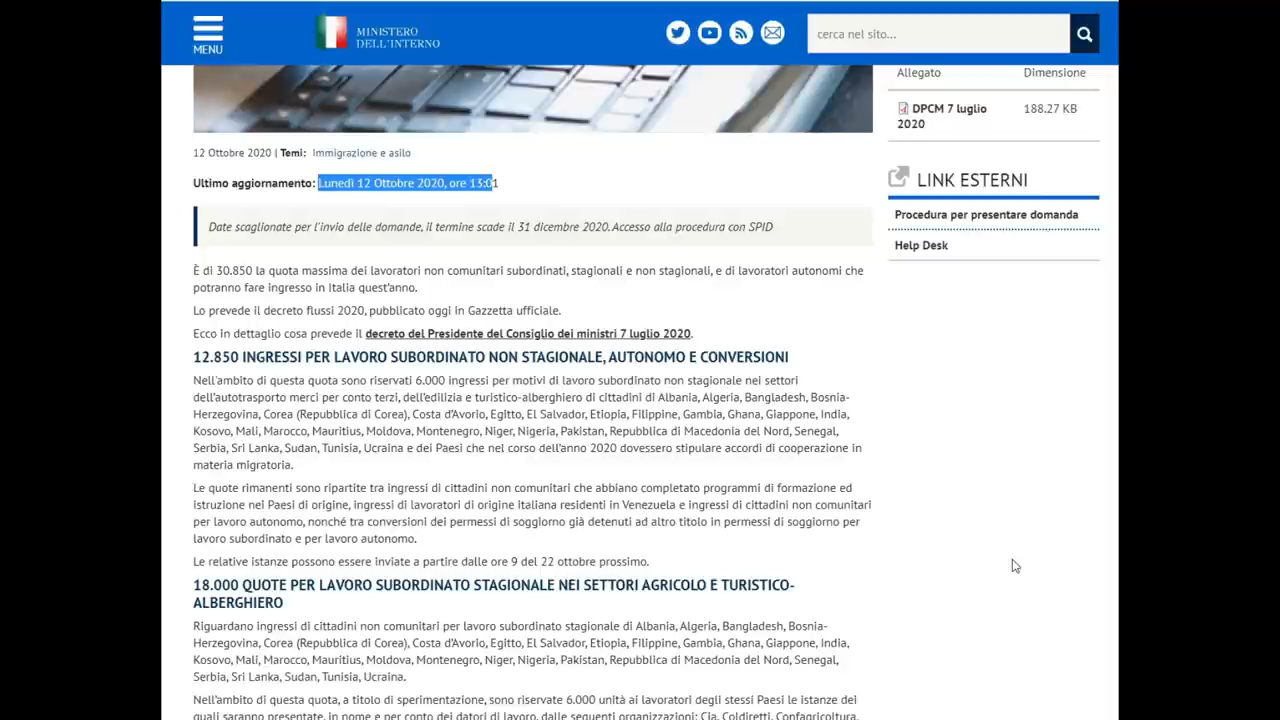 MENU
MINISTERO
DELL'INTERNO
cerca nel sito...
Allegato Dimensione
DPCM 7 luglio 188.27 KB
2020
12 Ottobre 2020 | Temi: Immigrazione e asilo
Ultimo aggiornamento: Lunedì 12 Ottobre 2020, ore 13:01
LINK ESTERNI
Procedura per presentare domanda
Help Desk
Date scaglionate per l'invio delle domande, il termine scade il 31 dicembre 2020. Accesso alla procedura con SPID
È di 30.850 la quota massima dei lavoratori non comunitari subordinati, stagionali e non stagionali, e di lavoratori autonomi che
potranno fare ingresso in Italia quest'anno.
Lo prevede il decreto flussi 2020, pubblicato oggi in Gazzetta ufficiale.
Ecco in dettaglio cosa prevede il decreto del Presidente del Consiglio dei ministri 7 luglio 2020.
12.850 INGRESSI PER LAVORO SUBORDINATO NON STAGIONALE, AUTONOMO E CONVERSIONI
Nell'ambito di questa quota sono riservati 6.000 ingressi per motivi di lavoro subordinato non stagionale nei settori
dell'autotrasporto merci per conto terzi, dell'edilizia e turistico-alberghiero di cittadini di Albania, Algeria, Bangladesh, Bosnia-
Herzegovina, Corea (Repubblica di Corea), Costa d'Avorio, Egitto, El Salvador, Etiopia, Filippine, Gambia, Ghana, Giappone, India,
Kosovo, Mali, Marocco, Mauritius, Moldova, Montenegro, Niger, Nigeria, Pakistan, Repubblica di Macedonia del Nord, Senegal,
Serbia, Sri Lanka, Sudan, Tunisia, Ucraina e dei Paesi che nel corso dell'anno 2020 dovessero stipulare accordi di cooperazione in
materia migratoria.
Le quote rimanenti sono ripartite tra ingressi di cittadini non comunitari che abbiano completato programmi di formazione ed
istruzione nei Paesi di origine, ingressi di lavoratori di origine italiana residenti in Venezuela e ingressi di cittadini non comunitari
per lavoro autonomo, nonché tra conversioni dei permessi di soggiorno già detenuti ad altro titolo in permessi di soggiorno per
lavoro subordinato e per lavoro autonomo.
Le relative istanze possono essere inviate a partire dalle ore 9 del 22 ottobre prossimo.
18.000 QUOTE PER LAVORO SUBORDINATO STAGIONALE NEI SETTORI AGRICOLO E TURISTICO-
ALBERGHIERO
Riguardano ingressi di cittadini non comunitari per lavoro subordinato stagionale di Albania, Algeria, Bangladesh, Bosnia-
Herzegovina, Corea (Repubblica di Corea), Costa d'Avorio, Egitto, El Salvador, Etiopia, Filippine, Gambia, Ghana, Giappone, India,
Kosovo, Mali, Marocco, Mauritius, Moldova, Montenegro, Niger, Nigeria, Pakistan, Repubblica di Macedonia del Nord, Senegal,
Serbia, Sri Lanka, Sudan, Tunisia, Ucraina.
Nell'ambito di questa quota, a titolo di sperimentazione, sono riservate 6.000 unità ai lavoratori degli stessi Paesi le istanze dei
quali saranno presentate, in nome e per conto dei datori di lavoro, dalle seguenti organizzazioni: Cia, Coldiretti, Confagricoltura,